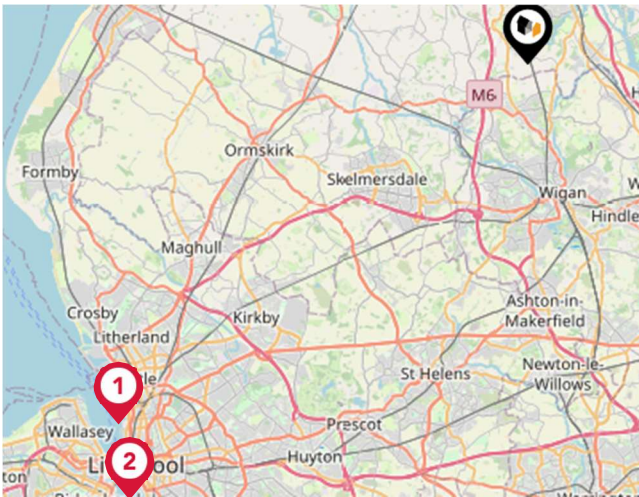 M6
Ormskirk
Formby
Skelmersdale
Wigan
Hindle
Maghull
Ashton-in-
Makerfield
Crosby
Kirkby
Litherland
Newton-le-
Willows
St Helens
1
Prescot
Wallasey
Huyton
2
ton